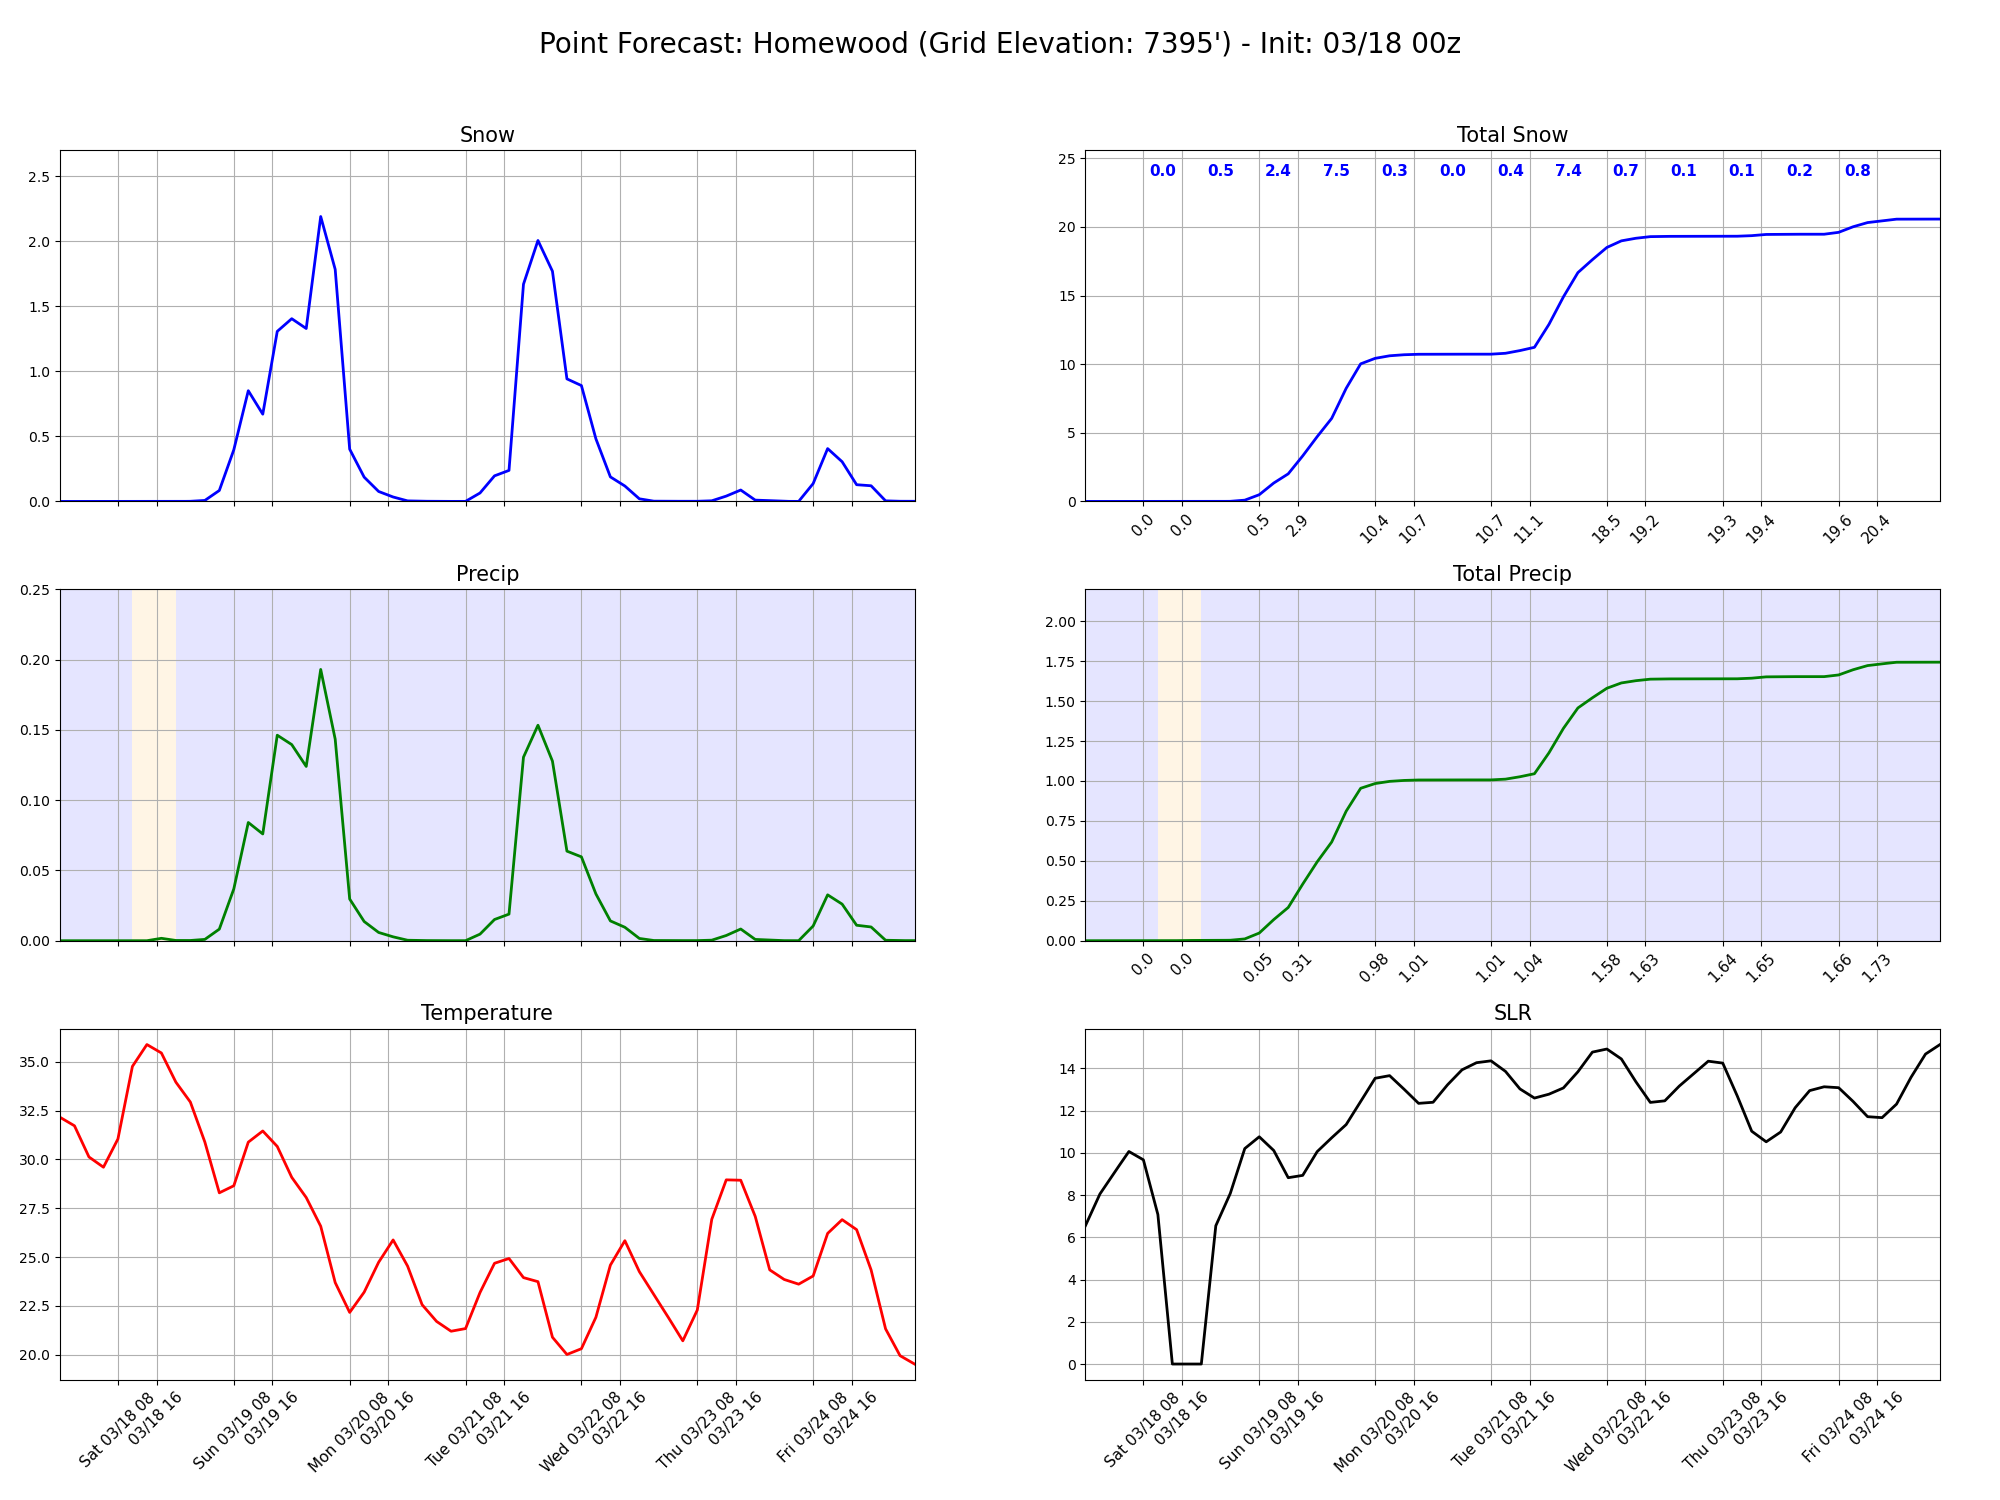 Point Forecast: Homewood (Grid Elevation: 7395') - Init: 03/18 00z
Snow
2.5
2.0
1.5
1.0
0.5
0.0
Total Snow
0.0 0.5 2.4 7.5 0.3 0.0 0.4 7.4 0.7 0.1 0.1 0.2 0.8
25
20
15
10
5
0
0.0 0.0 0.5 2.9 10.4 10.7 10.7 11.1 18.5 19.2 19.3 19.4 19.6 20.4
Precip
0.25
0.20
0.15
0.10
0.05
0.00
Total Precip
2.00
1.75
1.50
1.25
1.00
0.75
0.50
0.25
0.00
0.0 0.0 0.05 0.31 0.98 1.01 1.01 1.04 1.58 1.63 1.64 1.65 1.66 1.73
Temperature
35.0
32.5
30.0
27.5
25.0
22.5
20.0
Sat 03/18 08
03/18 16
Sun 03/19 08
03/19 16
Mon 03/20 08
03/20 16
Tue 03/21 08
03/21 16
Wed 03/22 08
03/22 16
Thu 03/23 08
03/23 16
Fri 03/24 08
03/24 16
SLR
14
12
10
8
6
4
2
0
Sat 03/18 08
03/18 16
Sun 03/19 08
03/19 16
Mon 03/20 08
03/20 16
Tue 03/21 08
03/21 16
Wed 03/22 08
03/22 16
Thu 03/23 08
03/23 16
Fri 03/24 08
03/24 16